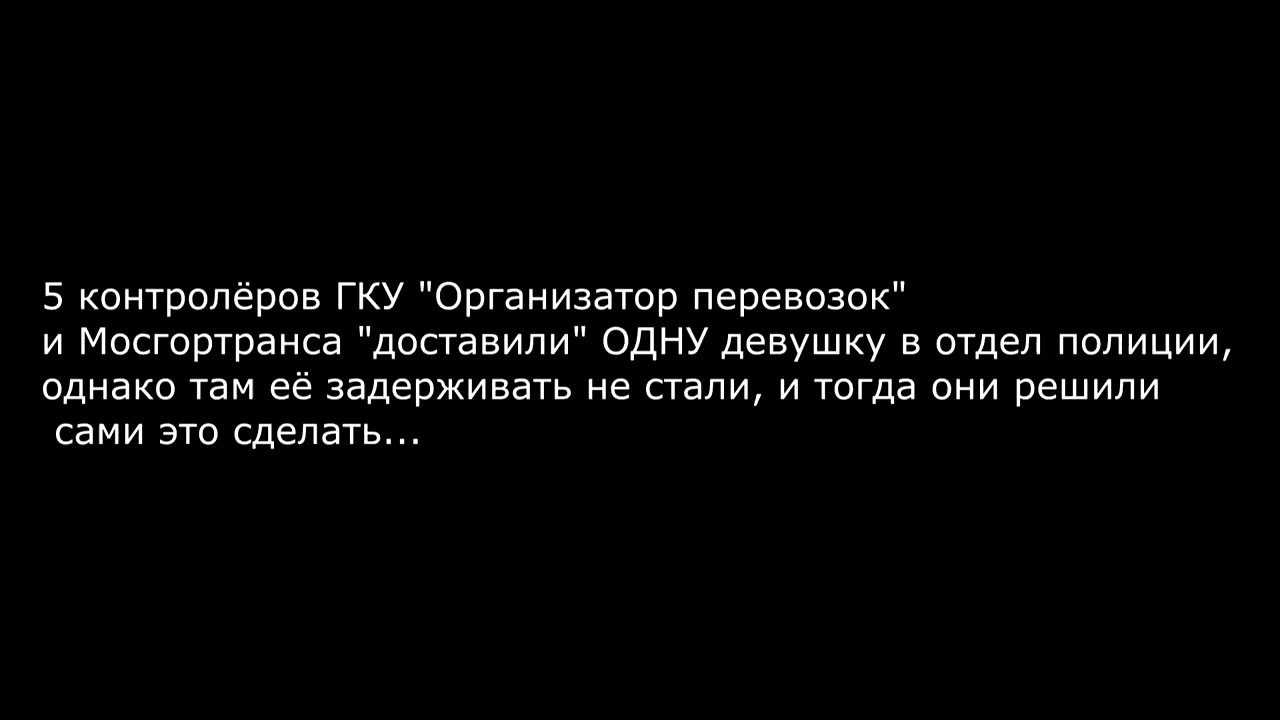 5 контролёров ГКУ "Организатор перевозок"
и Мосгортранса "доставили" ОДНУ девушку в отдел полиции,
однако там её задерживать не стали, и тогда они решили
сами это сделать...